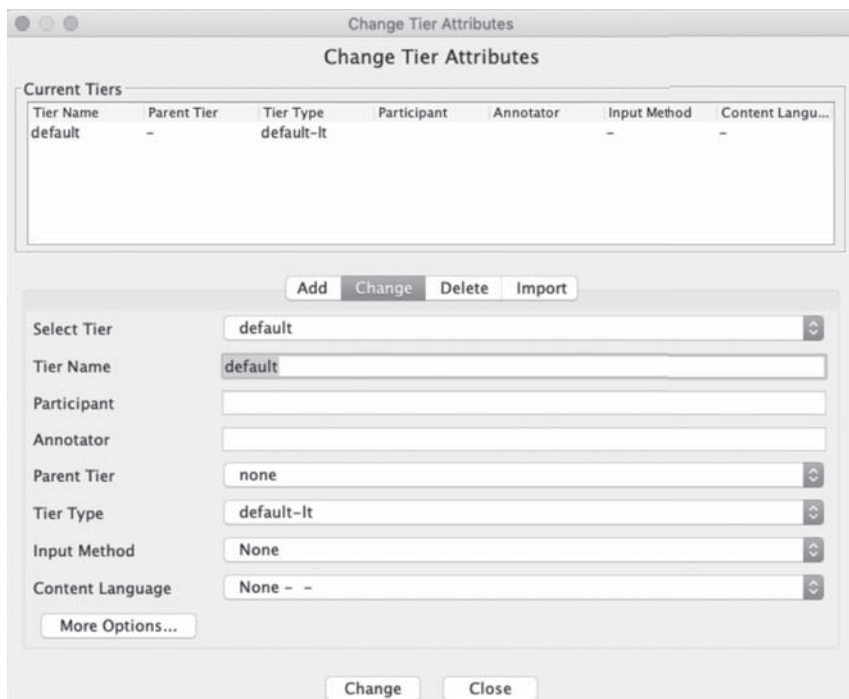 Change Tier Attributes
Change Tier Attributes
Current Tiers
Tier Name Parent Tier Tier Type Participant Annotator Input Method Content Langu...
default - default-lt - -
Add Change Delete Import
Select Tier default
Tier Name default
Participant
Annotator
Parent Tier none
Tier Type default-lt
Input Method None
Content Language None - -
More Options...
Change Close